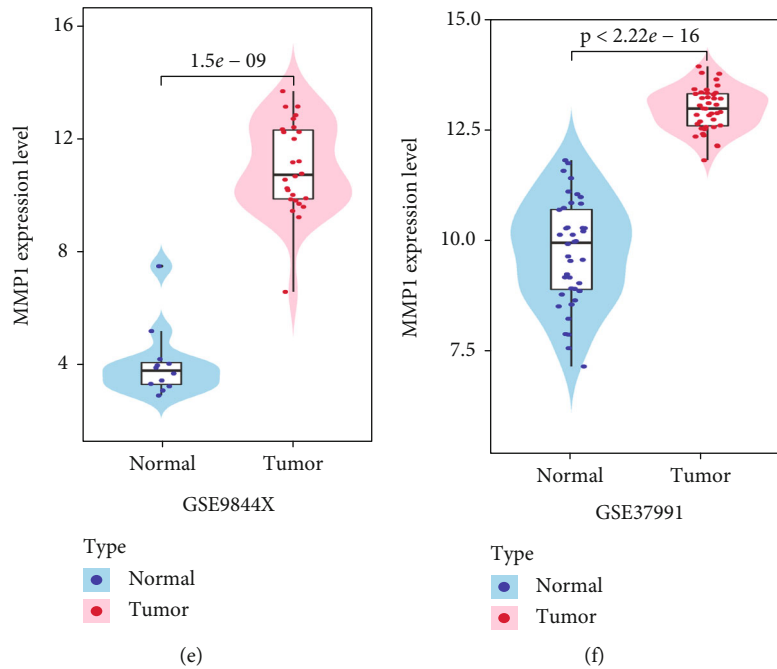 16
12
8
4
MMP1 expression level
1.5e − 09
Normal
Tumor
GSE9844X
Type
Normal
Tumor
(e)
15.0
12.5
10.0
7.5
MMP1 expression level
p < 2.22e − 16
Normal
Tumor
GSE37991
Type
Normal
Tumor
(f)